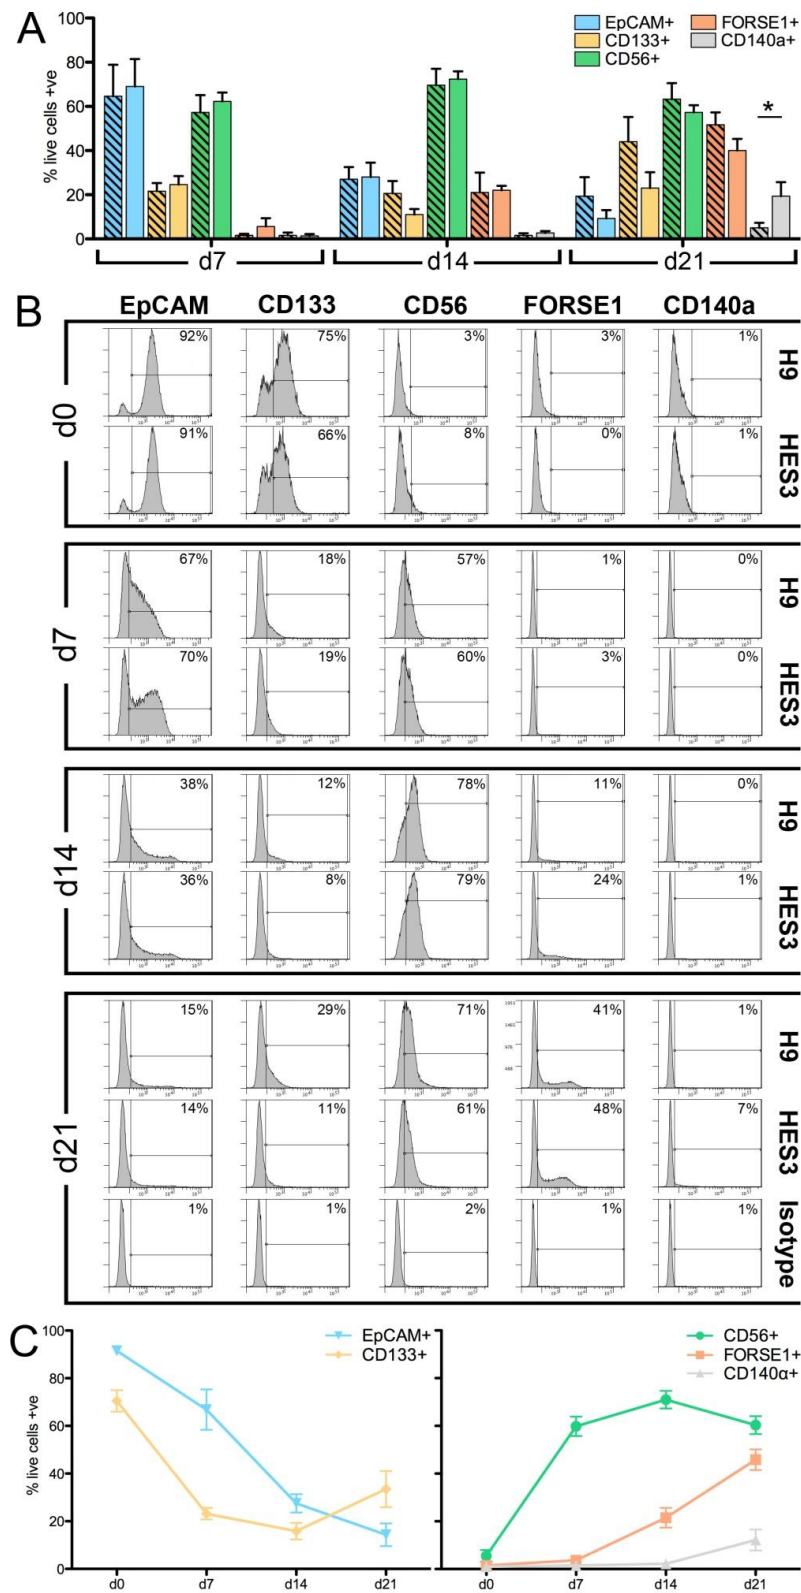 A
100
80
60
40
20
0
% live cells +ve
EpCAM+
CD133+
CD56+
FORSE1+
CD140a+
*
d7
d14
d21
B
EpCAM CD133 CD56 FORSE1 CD140a
d0
92% 75% 3% 3% 1%
H9
91% 66% 8% 0% 1%
HES3
d7
67% 18% 57% 1% 0%
H9
70% 19% 60% 3% 0%
HES3
d14
38% 12% 78% 11% 0%
H9
36% 8% 79% 24% 1%
HES3
d21
15% 29% 71% 41% 1%
H9
14% 11% 61% 48% 7%
HES3
1% 1% 2% 1% 1%
Isotype
C
100
80
60
40
20
0
% live cells +ve
EpCAM+
CD133+
d0 d7 d14 d21
CD56+
FORSE1+
CD140α+
d0 d7 d14 d21